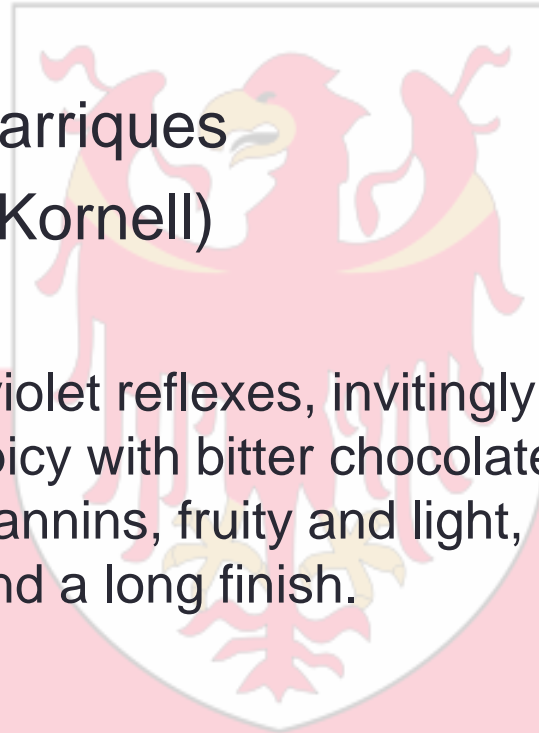 arriques
Kornell)
violet reflexes, invitingly
picy with bitter chocolate
annins, fruity and light,
nd a long finish.